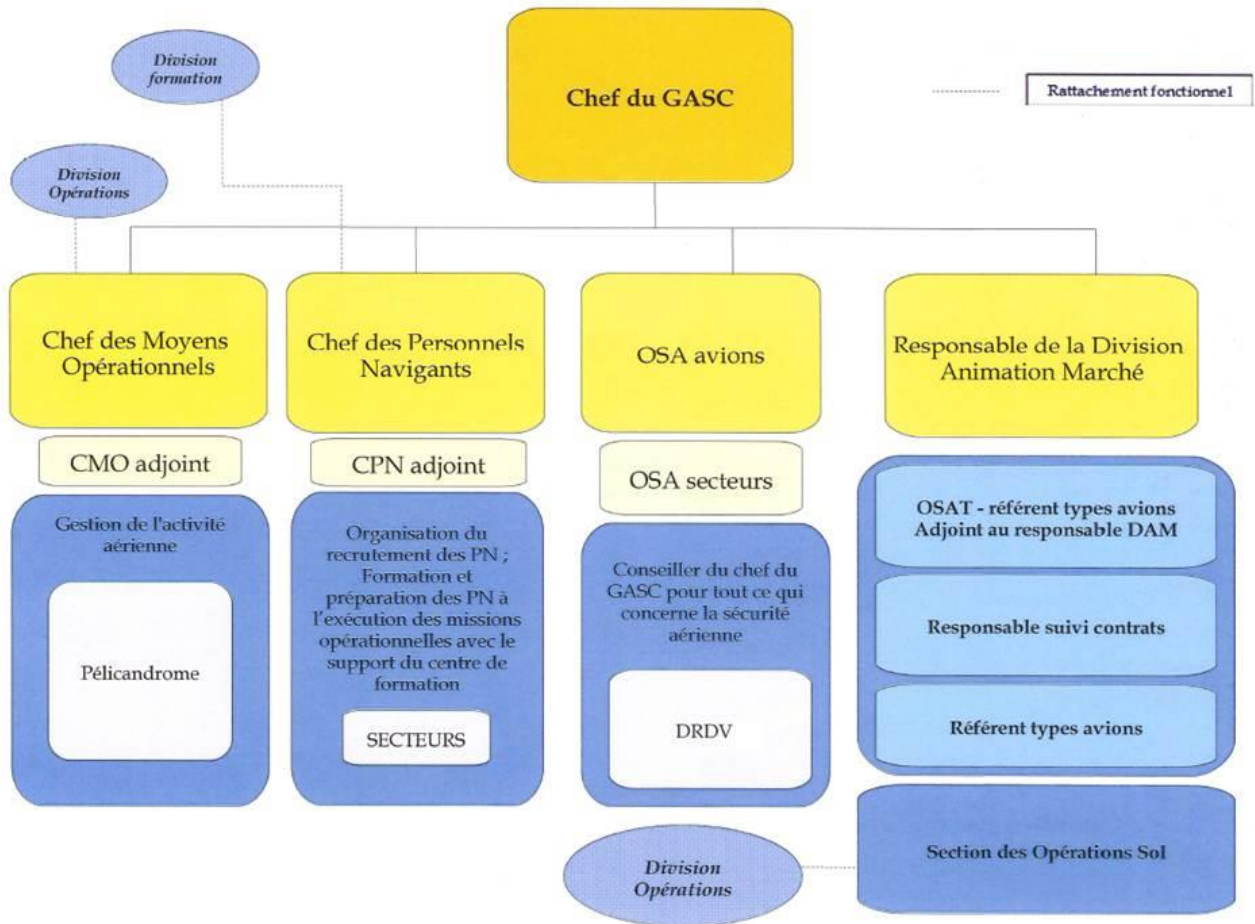 Division
formation
Chef du GASC
Rattachement fonctionnel
Division
Opérations
Chef des Moyens
Opérationnels
Chef des Personnels
Navigants
OSA avions
Responsable de la Division
Animation Marché
CMO adjoint
CPN adjoint
OSA secteurs
Gestion de l'activité
aérienne
Pélicandrome
Organisation du
recrutement des PN ;
Formation et
préparation des PN à
l'exécution des missions
opérationnelles avec le
support du centre de
formation
SECTEURS
Conseiller du chef du
GASC pour tout ce qui
concerne la sécurité
aérienne
DRDV
OSAT - référent types avions
Adjoint au responsable DAM
Responsable suivi contrats
Référent types avions
Section des Opérations Sol
Division
Opérations